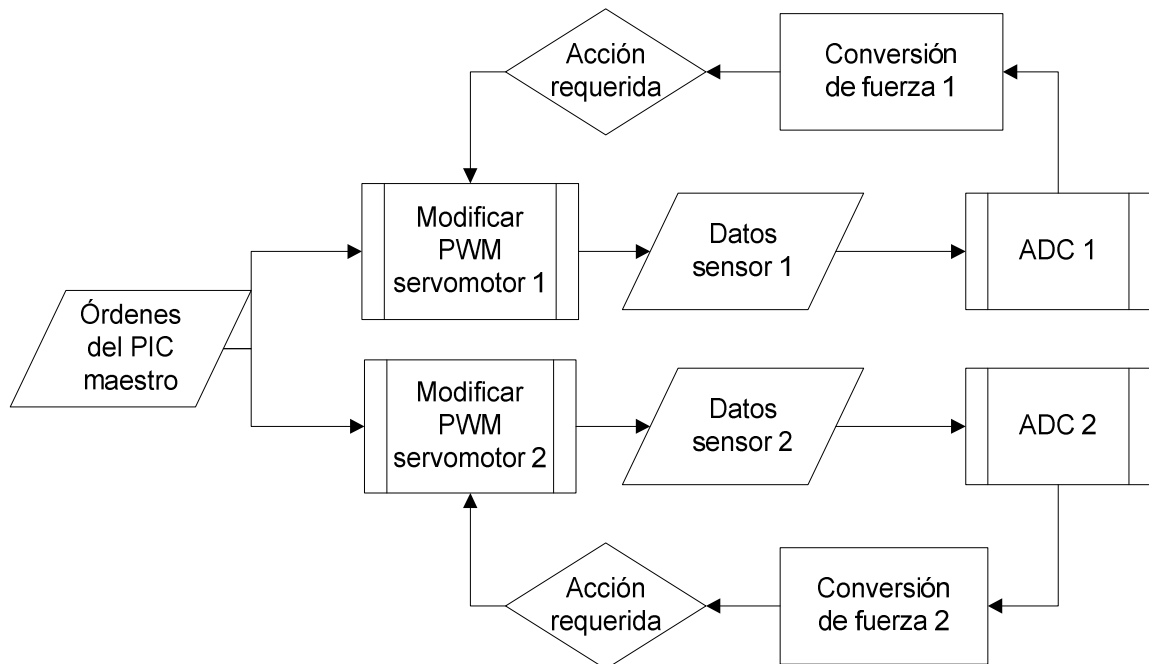 Acción
requerida
Conversión
de fuerza 1
Modificar
PWM
servomotor 1
Datos
sensor 1
ADC 1
Órdenes
del PIC
maestro
Modificar
PWM
servomotor 2
Datos
sensor 2
ADC 2
Acción
requerida
Conversión
de fuerza 2